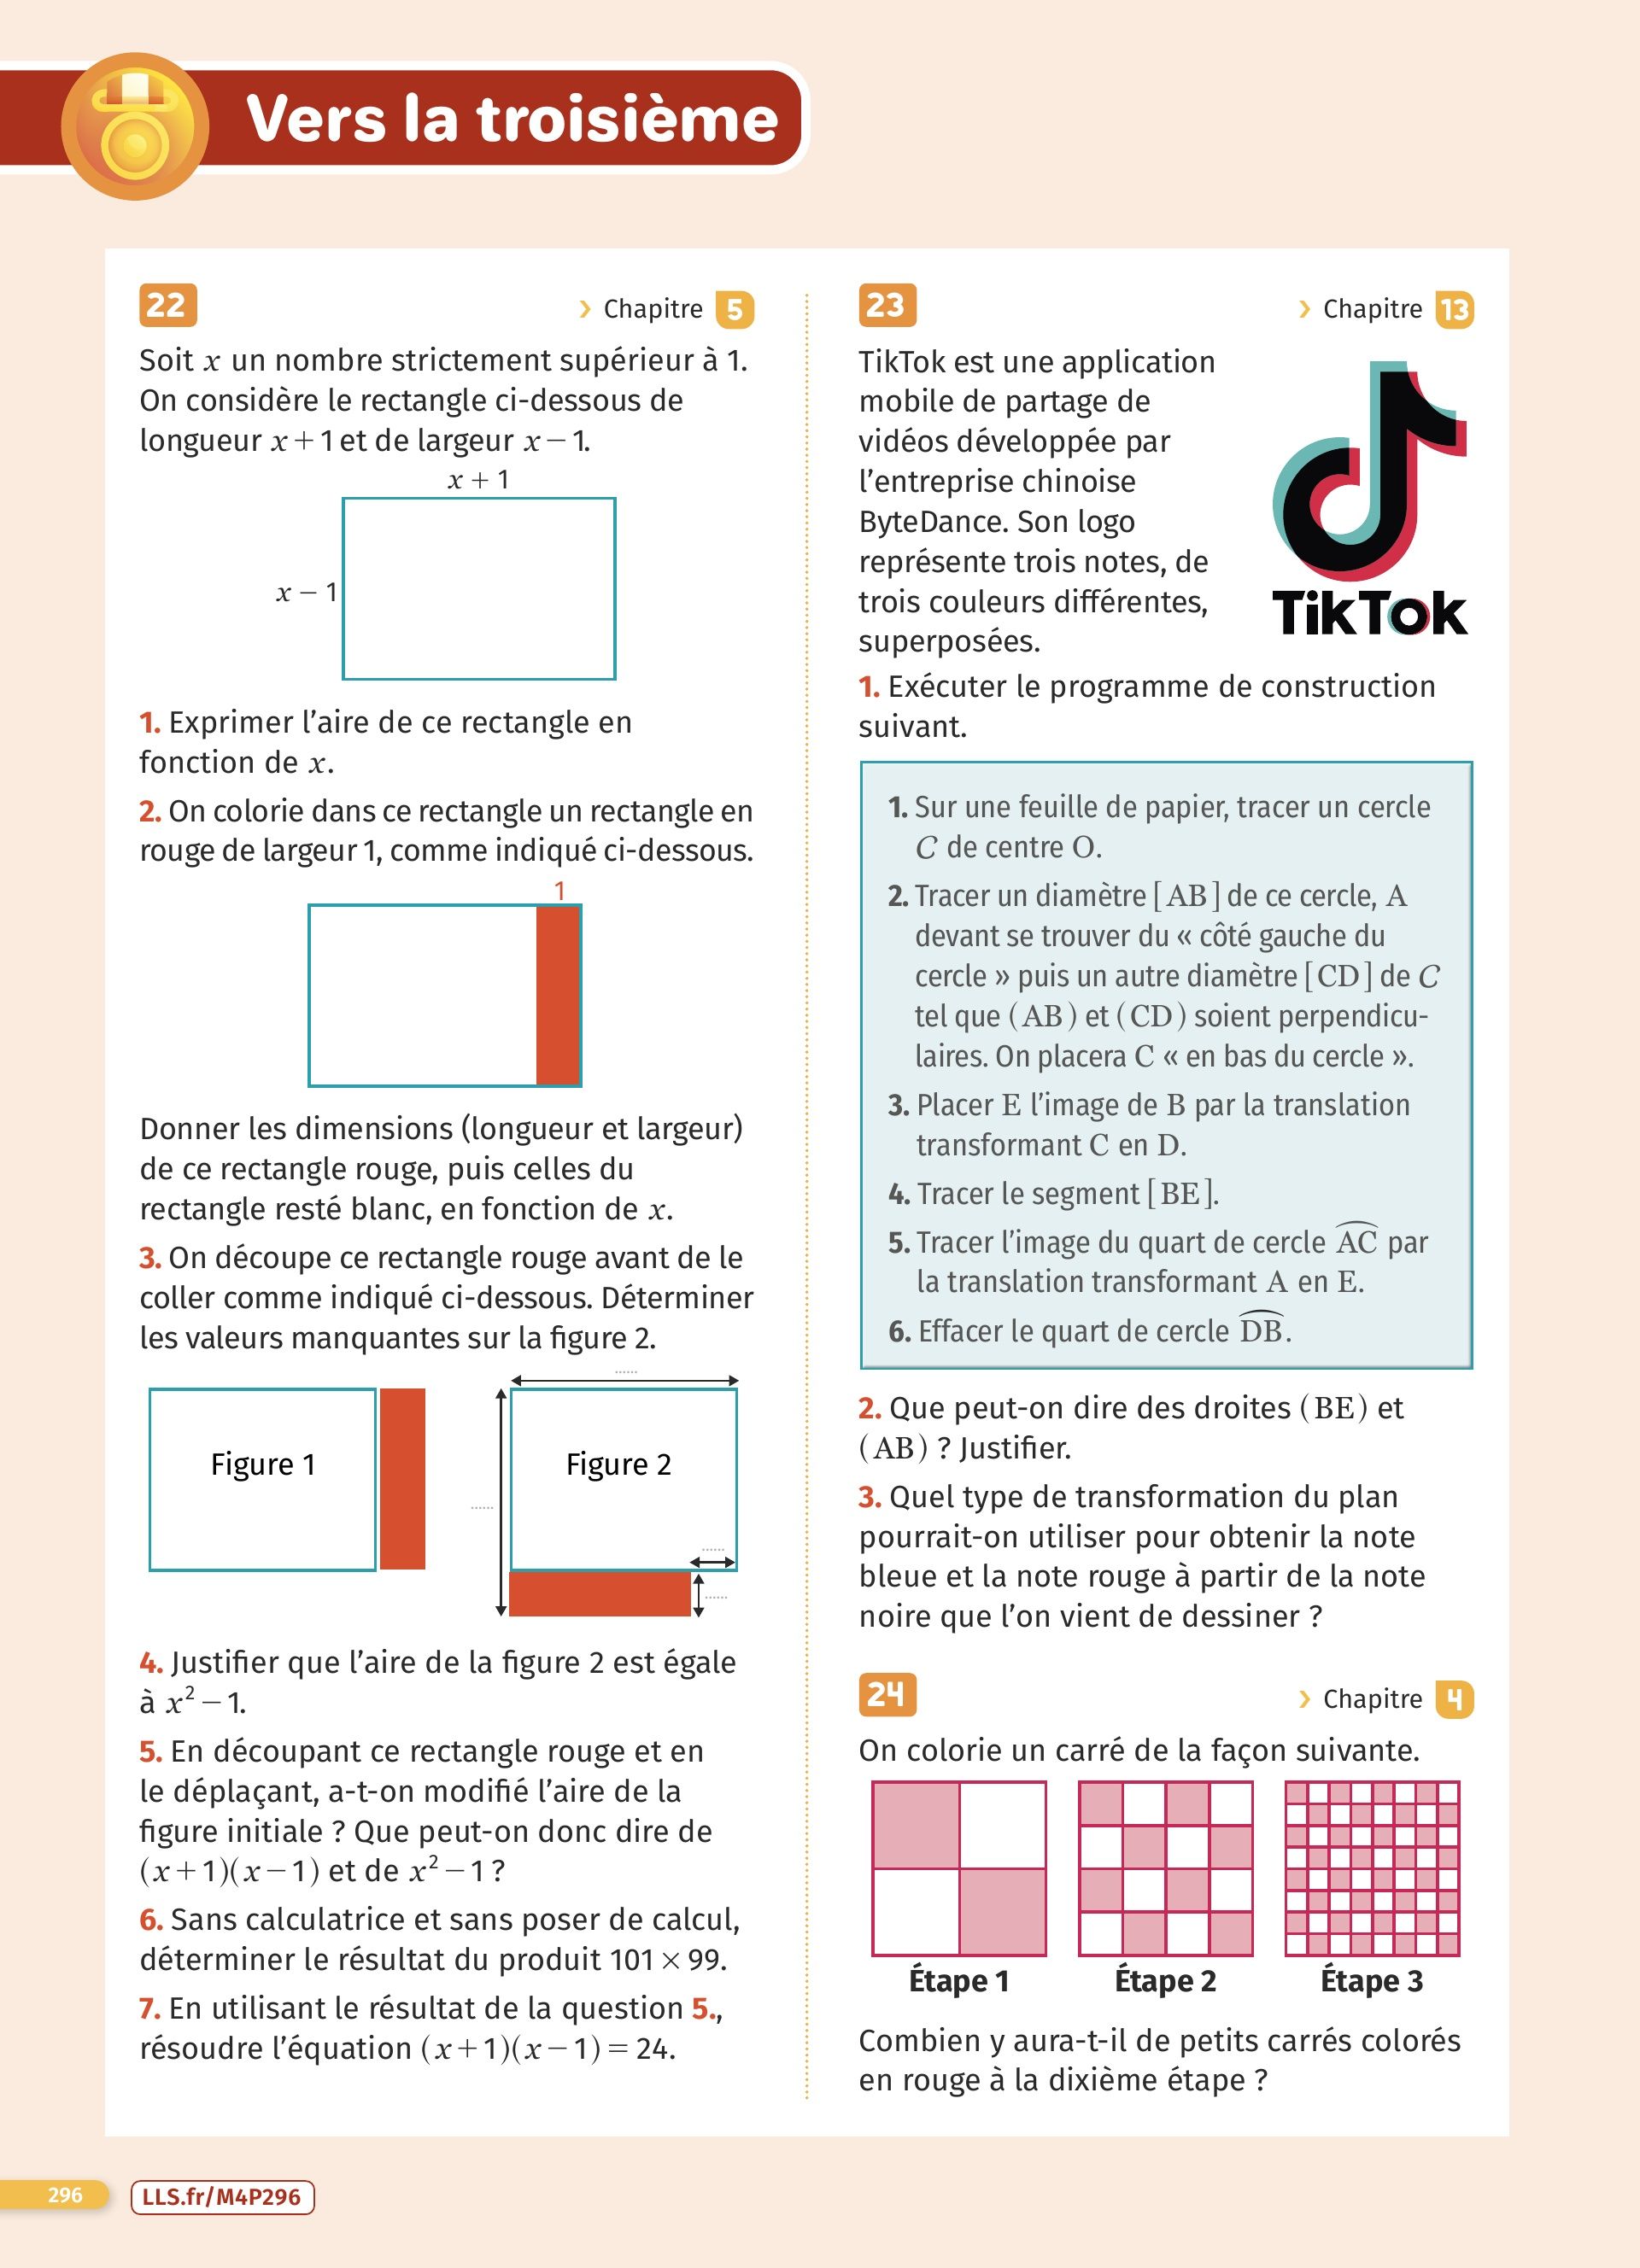 Vers la troisième
22
› Chapitre 5
Soit x un nombre strictement supérieur à 1.
On considère le rectangle ci-dessous de
longueur x + 1 et de largeur x − 1.
x + 1
x − 1
1. Exprimer l’aire de ce rectangle en
fonction de x.
2. On colorie dans ce rectangle un rectangle en
rouge de largeur 1, comme indiqué ci-dessous.
1
Donner les dimensions (longueur et largeur)
de ce rectangle rouge, puis celles du
rectangle resté blanc, en fonction de x.
3. On découpe ce rectangle rouge avant de le
coller comme indiqué ci-dessous. Déterminer
les valeurs manquantes sur la figure 2.
......
Figure 1
Figure 2
......
......
......
4. Justifier que l’aire de la figure 2 est égale
à x² − 1.
5. En découpant ce rectangle rouge et en
le déplaçant, a-t-on modifié l’aire de la
figure initiale ? Que peut-on donc dire de
(x + 1)(x − 1) et de x² − 1 ?
6. Sans calculatrice et sans poser de calcul,
déterminer le résultat du produit 101 × 99.
7. En utilisant le résultat de la question 5.,
résoudre l’équation (x + 1)(x − 1) = 24.
23
› Chapitre 13
TikTok est une application
mobile de partage de
vidéos développée par
l’entreprise chinoise
ByteDance. Son logo
représente trois notes, de
trois couleurs différentes,
superposées.
TikTok
1. Exécuter le programme de construction
suivant.
1. Sur une feuille de papier, tracer un cercle
𝒞 de centre O.
2. Tracer un diamètre [AB] de ce cercle, A
devant se trouver du « côté gauche du
cercle » puis un autre diamètre [CD] de 𝒞
tel que (AB) et (CD) soient perpendicu-
laires. On placera C « en bas du cercle ».
3. Placer E l’image de B par la translation
transformant C en D.
4. Tracer le segment [BE].
5. Tracer l’image du quart de cercle A͡C par
la translation transformant A en E.
6. Effacer le quart de cercle D͡B.
2. Que peut-on dire des droites (BE) et
(AB) ? Justifier.
3. Quel type de transformation du plan
pourrait-on utiliser pour obtenir la note
bleue et la note rouge à partir de la note
noire que l’on vient de dessiner ?
24
› Chapitre 4
On colorie un carré de la façon suivante.
Étape 1
Étape 2
Étape 3
Combien y aura-t-il de petits carrés colorés
en rouge à la dixième étape ?
296
LLS.fr/M4P296